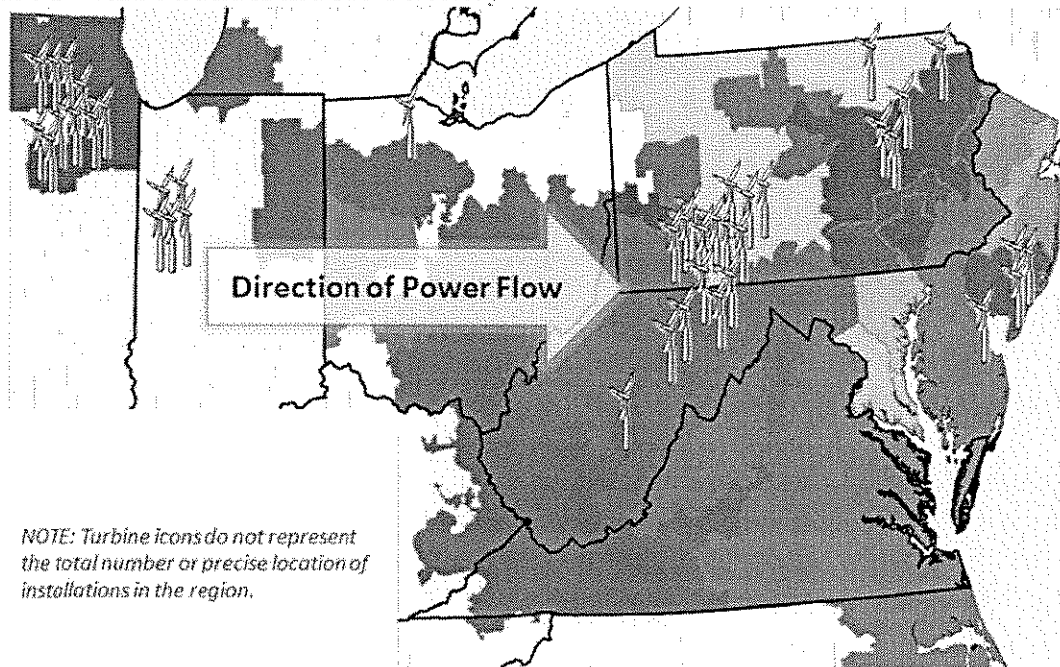 Direction of Power Flow
NOTE: Turbine icons do not represent
the total number or precise location of
installations in the region.